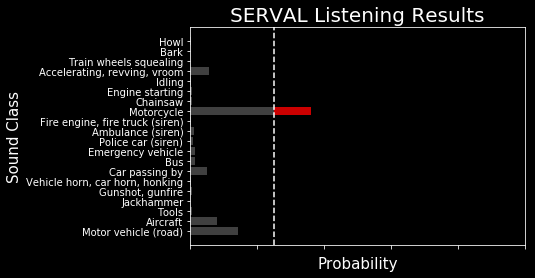 SERVAL Listening Results
Sound Class
Howl
Bark
Train wheels squealing
Accelerating, revving, vroom
Idling
Engine starting
Chainsaw
Motorcycle
Fire engine, fire truck (siren)
Ambulance (siren)
Police car (siren)
Emergency vehicle
Bus
Car passing by
Vehicle horn, car horn, honking
Gunshot, gunfire
Jackhammer
Tools
Aircraft
Motor vehicle (road)
Probability